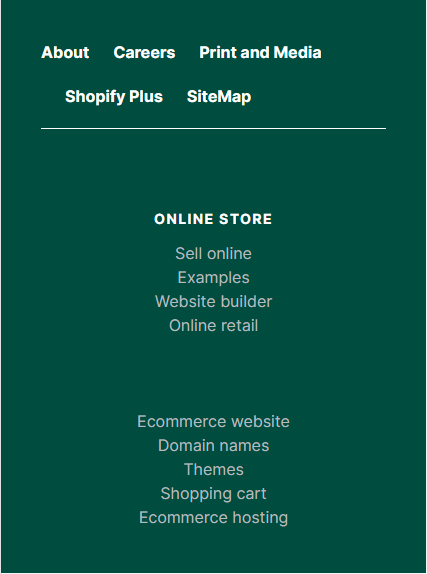 About Careers Print and Media
Shopify Plus SiteMap
ONLINE STORE
Sell online
Examples
Website builder
Online retail
Ecommerce website
Domain names
Themes
Shopping cart
Ecommerce hosting